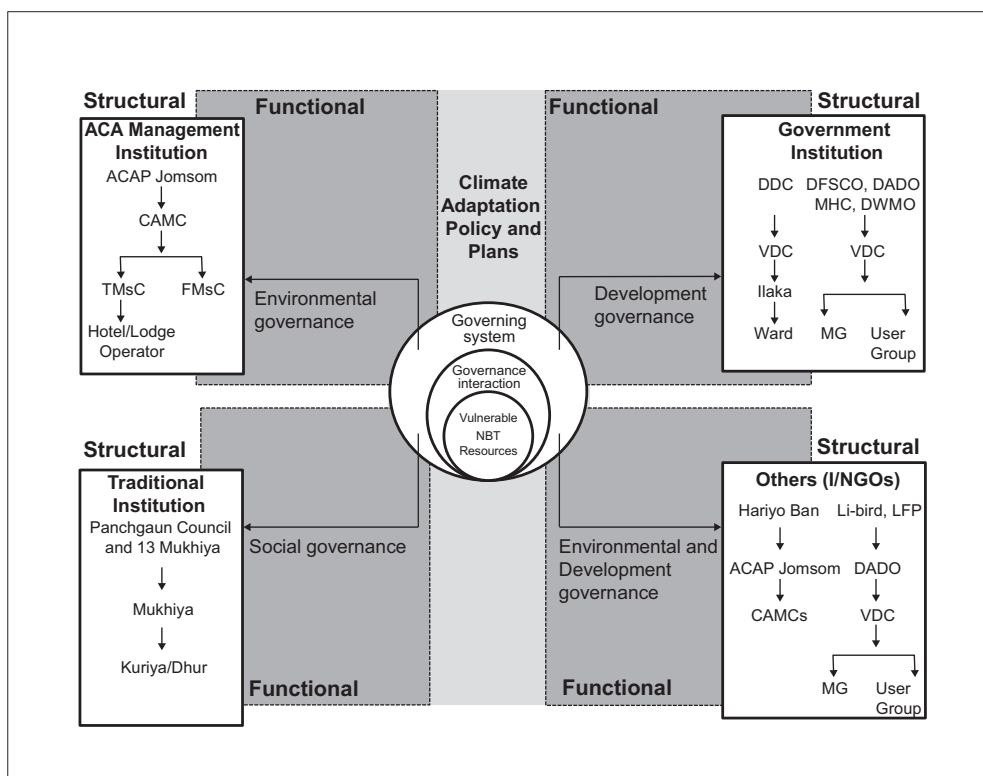 Structural
Functional
ACA Management
Institution
ACAP Jomsom
CAMC
TMsC
FMsC
Hotel/Lodge
Operator
Environmental
governance
Climate
Adaptation
Policy and
Plans
Functional
Structural
Government
Institution
DDC
DFSCO, DADO
MHC, DWMO
VDC
VDC
Ilaka
Ward
MG
User
Group
Development
governance
Governing
system
Governance
interaction
Vulnerable
NBT
Resources
Structural
Traditional
Institution
Panchgaun Council
and 13 Mukhiya
Mukhiya
Kuriya/Dhur
Social governance
Functional
Structural
Others (I/NGOs)
Hariyo Ban
Li-bird, LFP
ACAP Jomsom
DADO
CAMCs
VDC
MG
User
Group
Environmental and
Development
governance
Functional